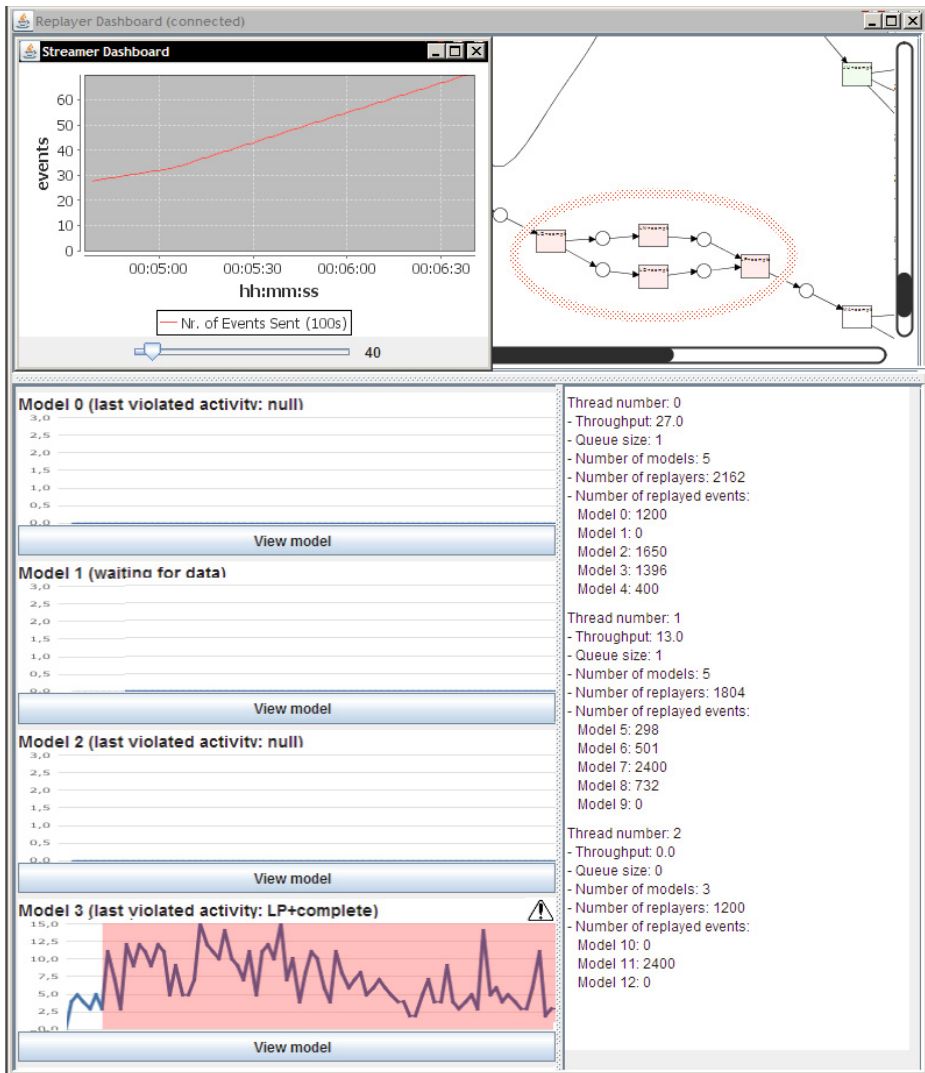 Replayer Dashboard (connected)
Streamer Dashboard
60
50
40
30
20
10
0
events
00:05:00 00:05:30 00:06:00 00:06:30
hh:mm:ss
Nr. of Events Sent (100s)
40
Model 0 (last violated activity: null)
3,0
2,5
2,0
1,5
1,0
0,5
0,0
View model
Model 1 (waiting for data)
3,0
2,5
2,0
1,5
1,0
0,5
0,0
View model
Model 2 (last violated activity: null)
3,0
2,5
2,0
1,5
1,0
0,5
0,0
View model
Model 3 (last violated activity: LP+complete)
15,0
12,5
10,0
7,5
5,0
2,5
0,0
View model
Thread number: 0
- Throughput: 27.0
- Queue size: 1
- Number of models: 5
- Number of replayers: 2162
- Number of replayed events:
Model 0: 1200
Model 1: 0
Model 2: 1650
Model 3: 1396
Model 4: 400
Thread number: 1
- Throughput: 13.0
- Queue size: 1
- Number of models: 5
- Number of replayers: 1804
- Number of replayed events:
Model 5: 298
Model 6: 501
Model 7: 2400
Model 8: 732
Model 9: 0
Thread number: 2
- Throughput: 0.0
- Queue size: 0
- Number of models: 3
- Number of replayers: 1200
- Number of replayed events:
Model 10: 0
Model 11: 2400
Model 12: 0